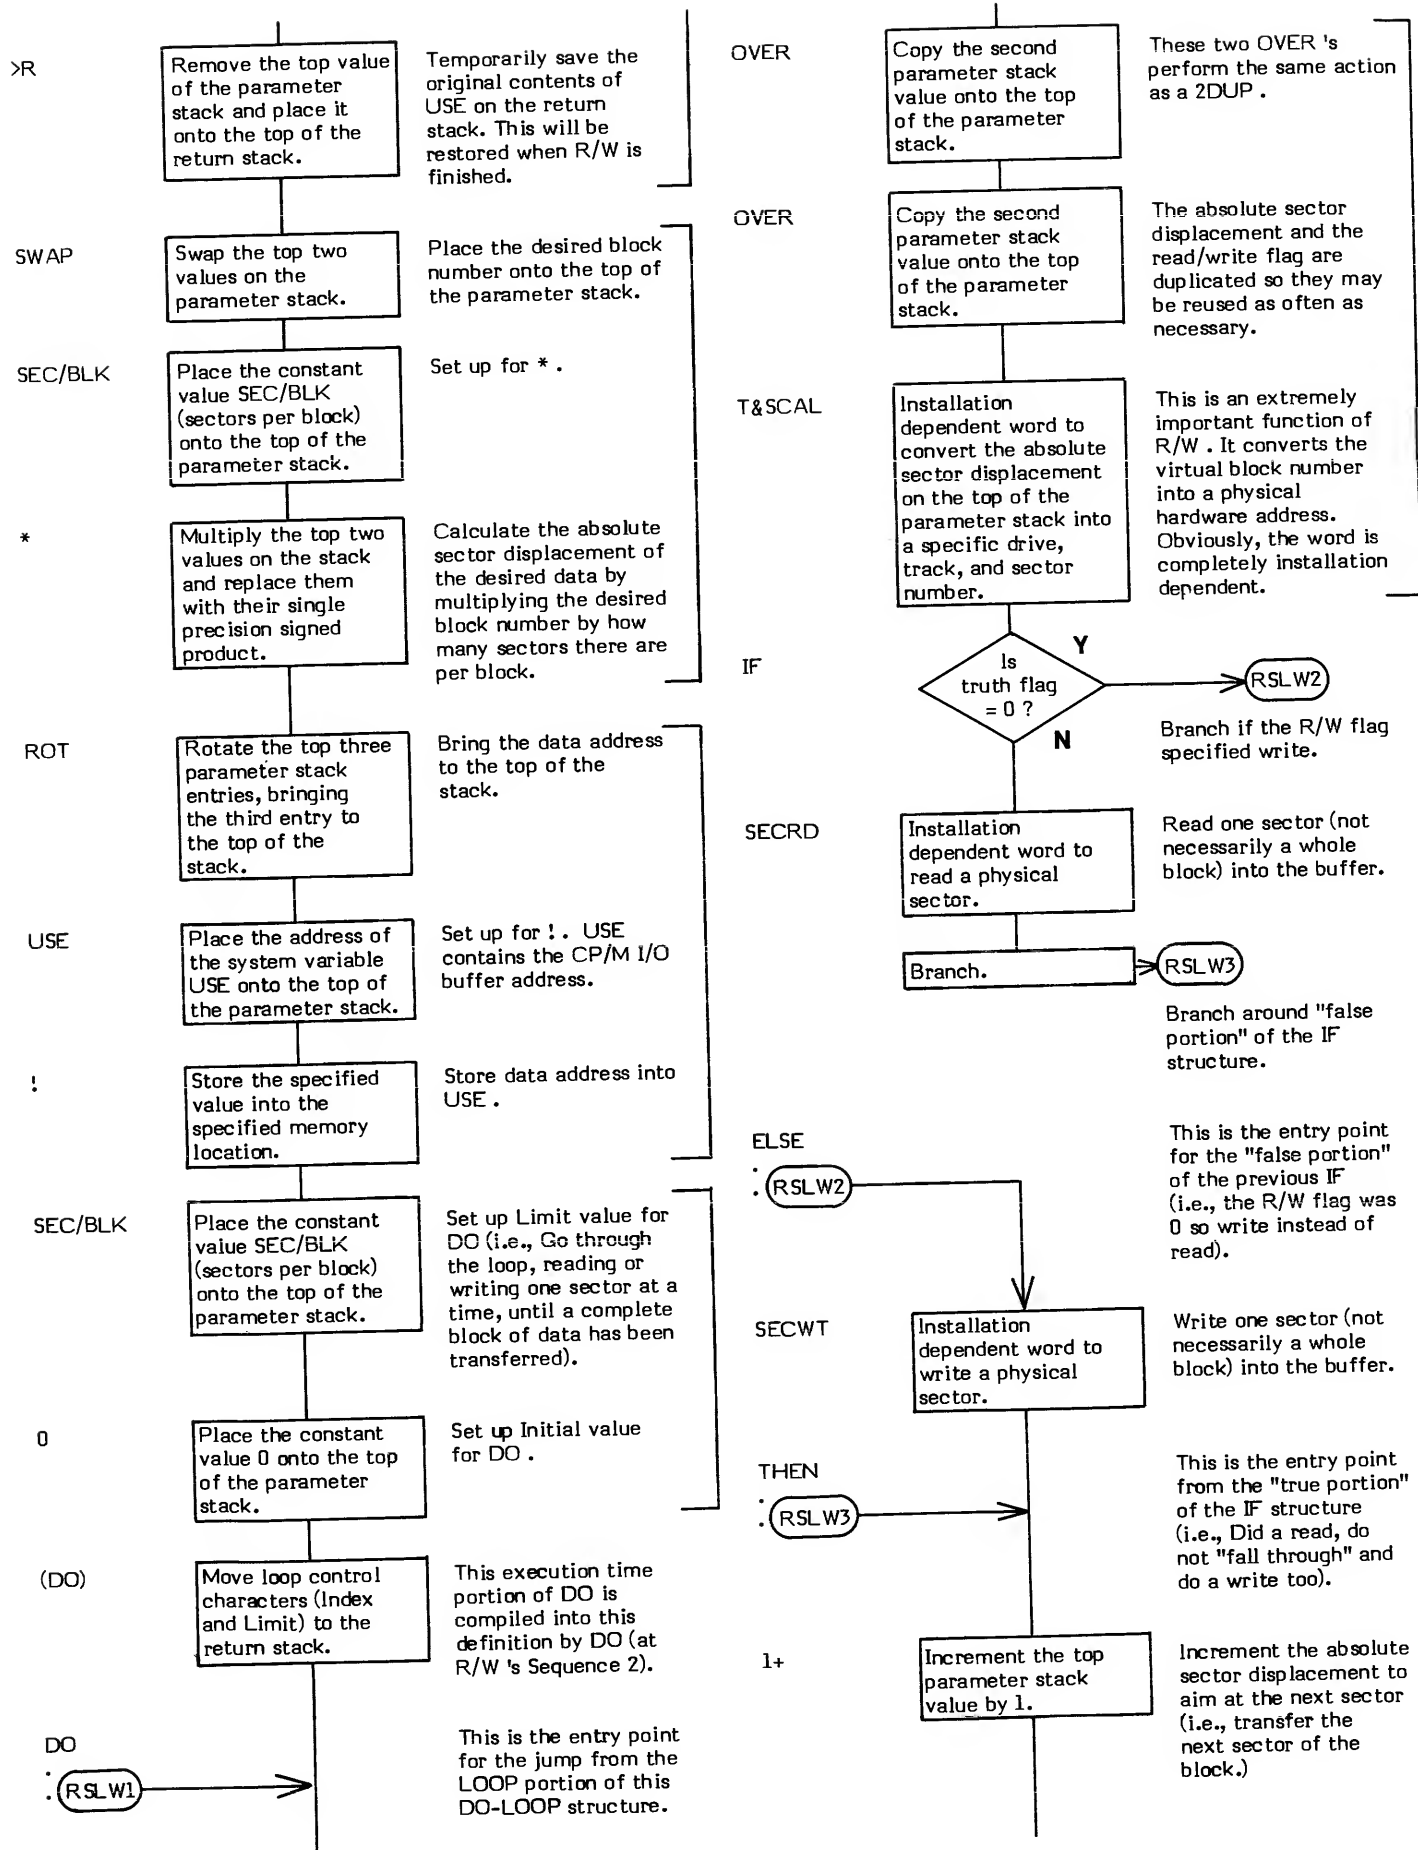 >R
Remove the top value
of the parameter
stack and place it
onto the top of the
return stack.
Temporarily save the
original contents of
USE on the return
stack. This will be
restored when R/W is
finished.
SWAP
Swap the top two
values on the
parameter stack.
Place the desired block
number onto the top of
the parameter stack.
SEC/BLK
Place the constant
value SEC/BLK
(sectors per block)
onto the top of the
parameter stack.
Set up for * .
*
Multiply the top two
values on the stack
and replace them
with their single
precision signed
product.
Calculate the absolute
sector displacement of
the desired data by
multiplying the desired
block number by how
many sectors there are
per block.
ROT
Rotate the top three
parameter stack
entries, bringing
the third entry to
the top of the
stack.
Bring the data address
to the top of the
stack.
USE
Place the address of
the system variable
USE onto the top of
the parameter stack.
Set up for ! . USE
contains the CP/M I/O
buffer address.
!
Store the specified
value into the
specified memory
location.
Store data address into
USE .
SEC/BLK
Place the constant
value SEC/BLK
(sectors per block)
onto the top of the
parameter stack.
Set up Limit value for
DO (i.e., Go through
the loop, reading or
writing one sector at a
time, until a complete
block of data has been
transferred).
0
Place the constant
value 0 onto the top
of the parameter
stack.
Set up Initial value
for DO .
(DO)
Move loop control
characters (Index
and Limit) to the
return stack.
This execution time
portion of DO is
compiled into this
definition by DO (at
R/W 's Sequence 2).
DO
: RSLW1
This is the entry point
for the jump from the
LOOP portion of this
DO-LOOP structure.
OVER
Copy the second
parameter stack
value onto the top
of the parameter
stack.
These two OVER 's
perform the same action
as a 2DUP .
OVER
Copy the second
parameter stack
value onto the top
of the parameter
stack.
The absolute sector
displacement and the
read/write flag are
duplicated so they may
be reused as often as
necessary.
T&SCAL
Installation
dependent word to
convert the absolute
sector displacement
on the top of the
parameter stack into
a specific drive,
track, and sector
number.
This is an extremely
important function of
R/W . It converts the
virtual block number
into a physical
hardware address.
Obviously, the word is
completely installation
dependent.
IF
Is
truth flag
= 0 ?
Y
RSLW2
N
Branch if the R/W flag
specified write.
SECRD
Installation
dependent word to
read a physical
sector.
Read one sector (not
necessarily a whole
block) into the buffer.
Branch.
RSLW3
Branch around "false
portion" of the IF
structure.
ELSE
: RSLW2
This is the entry point
for the "false portion"
of the previous IF
(i.e., the R/W flag was
0 so write instead of
read).
SECWT
Installation
dependent word to
write a physical
sector.
Write one sector (not
necessarily a whole
block) into the buffer.
THEN
: RSLW3
This is the entry point
from the "true portion"
of the IF structure
(i.e., Did a read, do
not "fall through" and
do a write too).
1+
Increment the top
parameter stack
value by 1.
Increment the absolute
sector displacement to
aim at the next sector
(i.e., transfer the
next sector of the
block.)